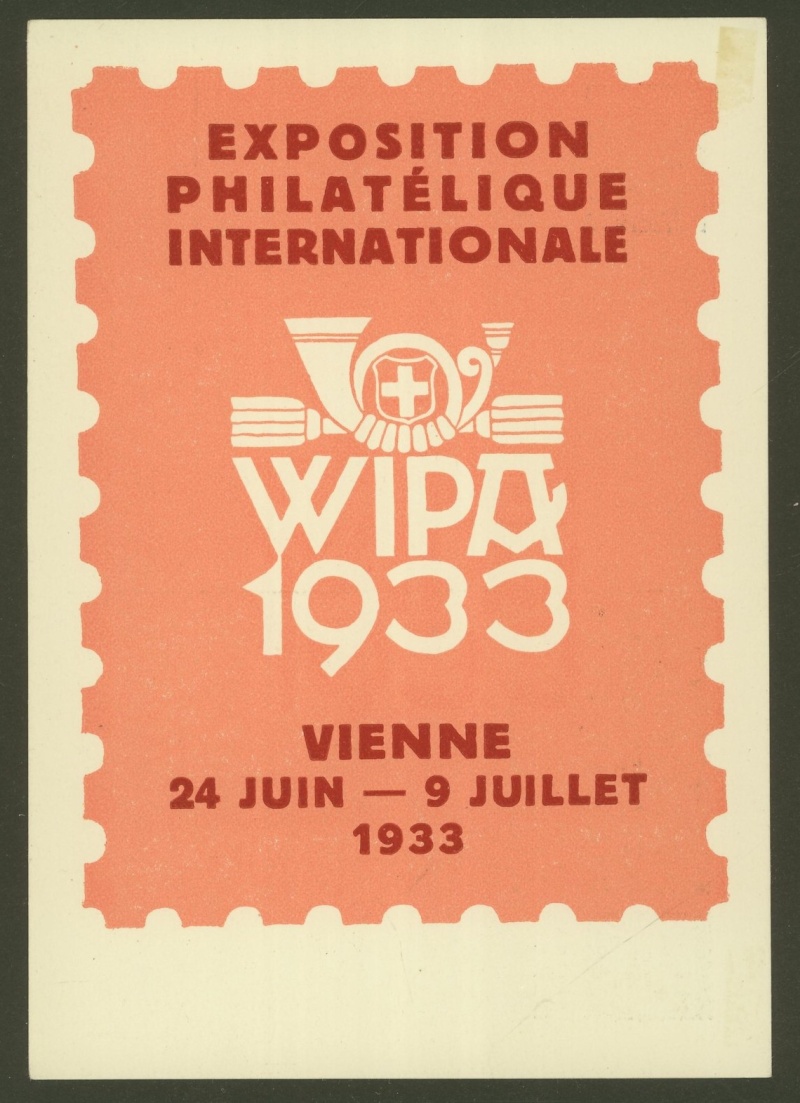 EXPOSITION
PHILATÉLIQUE
INTERNATIONALE
WIPA
1933
VIENNE
24 JUIN — 9 JUILLET
1933